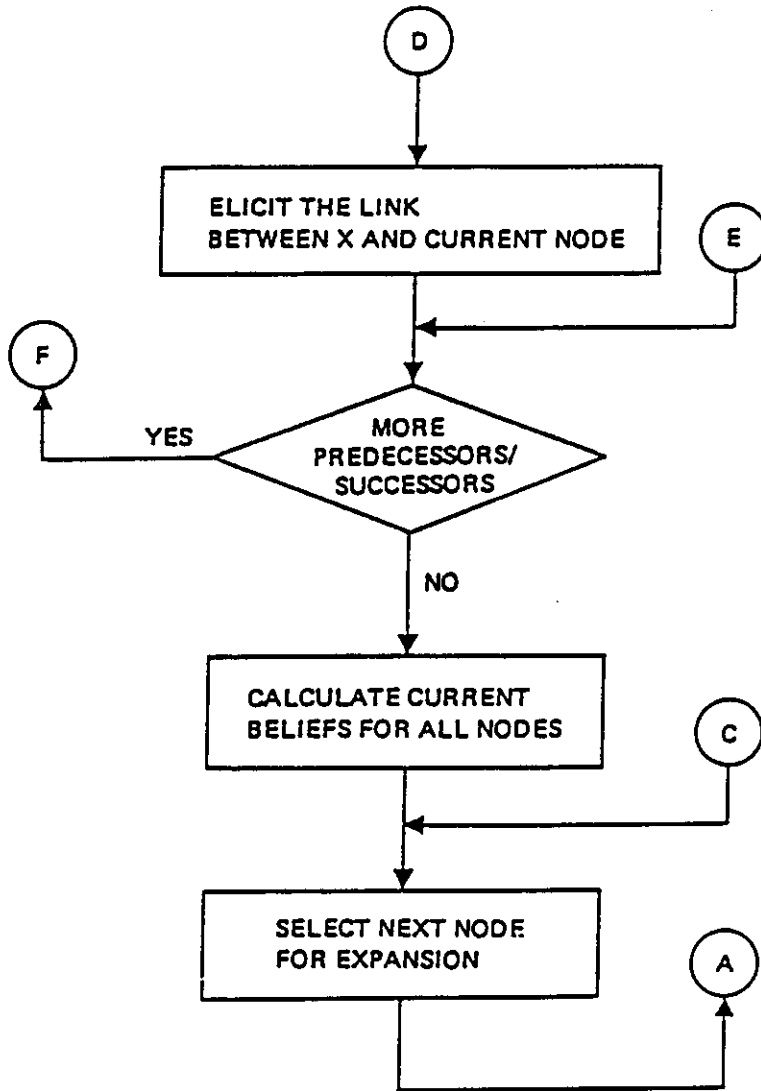 D
ELICIT THE LINK
BETWEEN X AND CURRENT NODE
E
F
YES
MORE
PREDECESSORS/
SUCCESSORS
NO
CALCULATE CURRENT
BELIEFS FOR ALL NODES
C
SELECT NEXT NODE
FOR EXPANSION
A